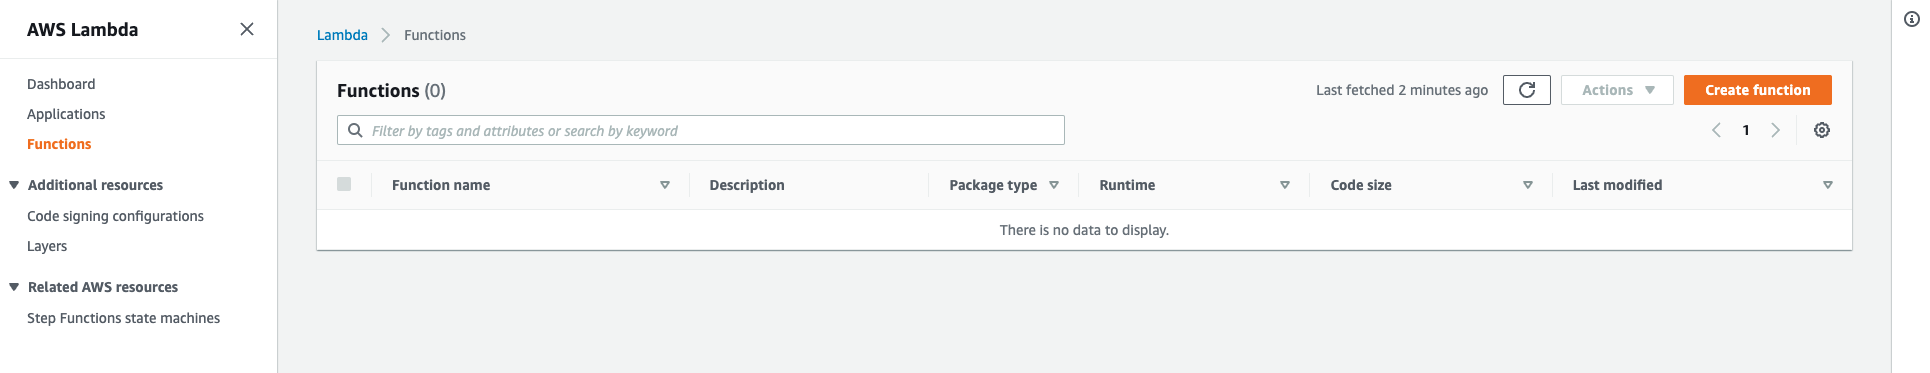 AWS Lambda
Dashboard
Applications
Functions
Additional resources
Code signing configurations
Layers
Related AWS resources
Step Functions state machines
Lambda Functions
Functions (0)
Last fetched 2 minutes ago
Actions
Create function
Filter by tags and attributes or search by keyword
1
Function name Description Package type Runtime Code size Last modified
There is no data to display.